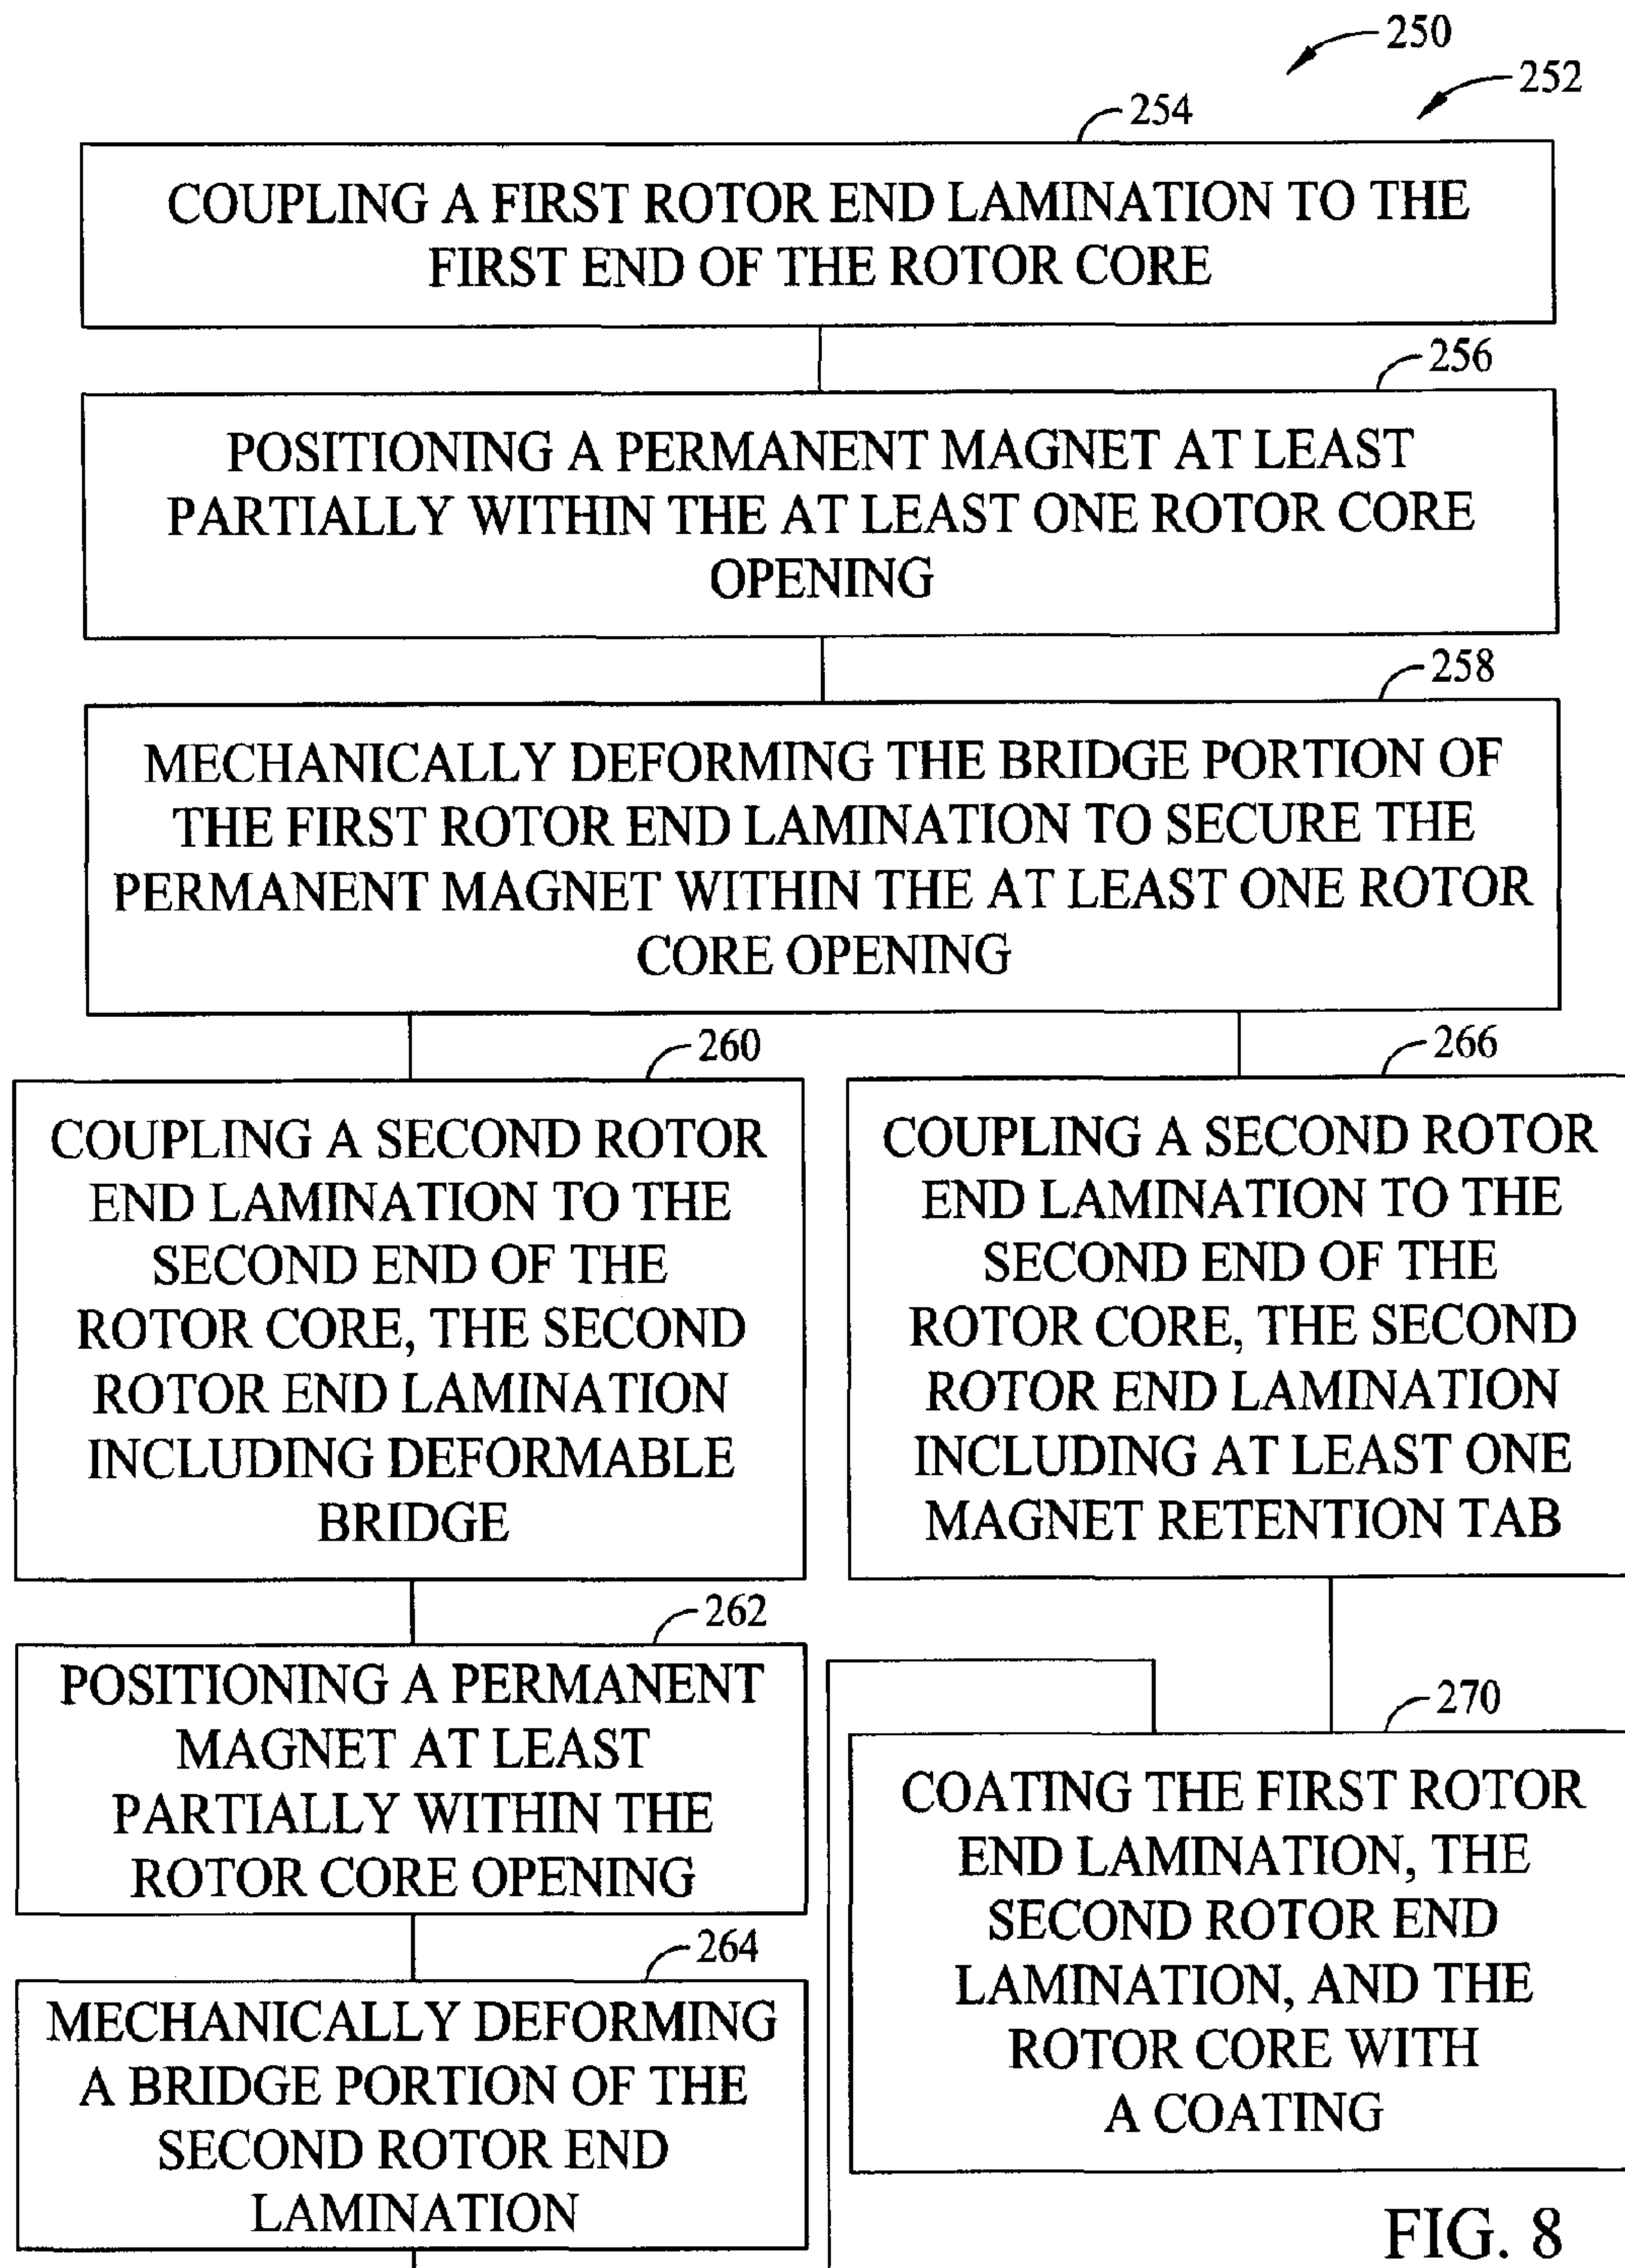 250
252
254
COUPLING A FIRST ROTOR END LAMINATION TO THE
FIRST END OF THE ROTOR CORE
256
POSITIONING A PERMANENT MAGNET AT LEAST
PARTIALLY WITHIN THE AT LEAST ONE ROTOR CORE
OPENING
258
MECHANICALLY DEFORMING THE BRIDGE PORTION OF
THE FIRST ROTOR END LAMINATION TO SECURE THE
PERMANENT MAGNET WITHIN THE AT LEAST ONE ROTOR
CORE OPENING
260
COUPLING A SECOND ROTOR
END LAMINATION TO THE
SECOND END OF THE
ROTOR CORE, THE SECOND
ROTOR END LAMINATION
INCLUDING DEFORMABLE
BRIDGE
262
POSITIONING A PERMANENT
MAGNET AT LEAST
PARTIALLY WITHIN THE
ROTOR CORE OPENING
264
MECHANICALLY DEFORMING
A BRIDGE PORTION OF THE
SECOND ROTOR END
LAMINATION
266
COUPLING A SECOND ROTOR
END LAMINATION TO THE
SECOND END OF THE
ROTOR CORE, THE SECOND
ROTOR END LAMINATION
INCLUDING AT LEAST ONE
MAGNET RETENTION TAB
270
COATING THE FIRST ROTOR
END LAMINATION, THE
SECOND ROTOR END
LAMINATION, AND THE
ROTOR CORE WITH
A COATING
FIG. 8